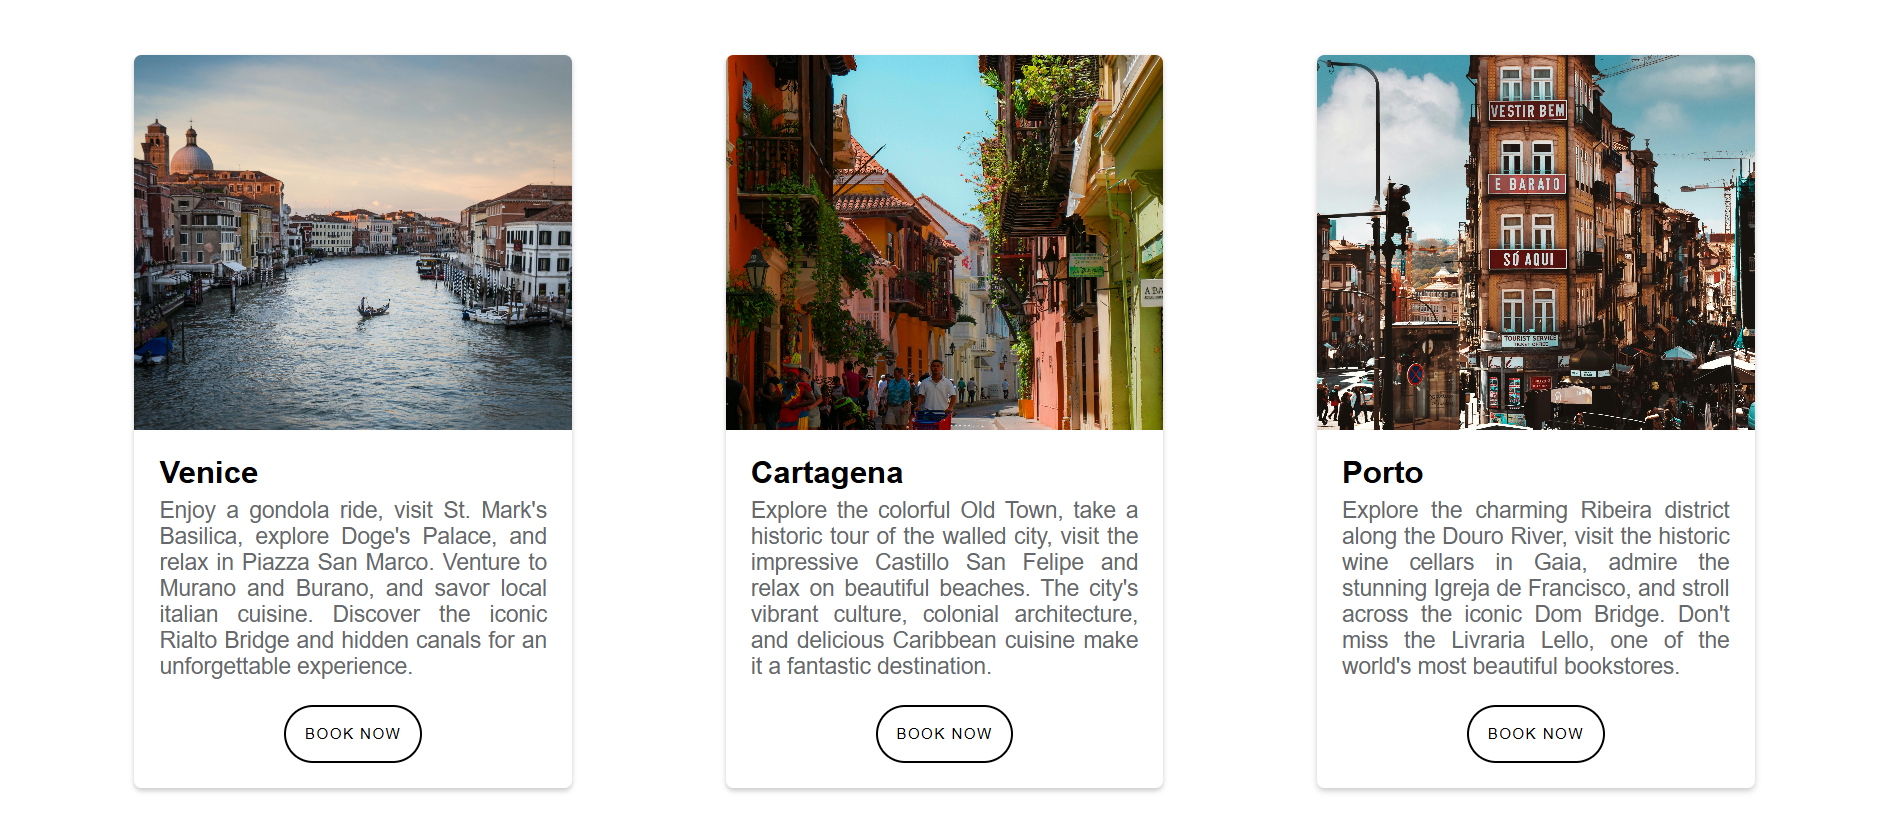 VESTIR BEM
E BARATO
SÓ AQUI
TOURIST SERVICE
TICKET OFFICE
Venice
Enjoy a gondola ride, visit St. Mark's
Basilica, explore Doge's Palace, and
relax in Piazza San Marco. Venture to
Murano and Burano, and savor local
italian cuisine. Discover the iconic
Rialto Bridge and hidden canals for an
unforgettable experience.
BOOK NOW
Cartagena
Explore the colorful Old Town, take a
historic tour of the walled city, visit the
impressive Castillo San Felipe and
relax on beautiful beaches. The city's
vibrant culture, colonial architecture,
and delicious Caribbean cuisine make
it a fantastic destination.
BOOK NOW
Porto
Explore the charming Ribeira district
along the Douro River, visit the historic
wine cellars in Gaia, admire the
stunning Igreja de Francisco, and stroll
across the iconic Dom Bridge. Don't
miss the Livraria Lello, one of the
world's most beautiful bookstores.
BOOK NOW